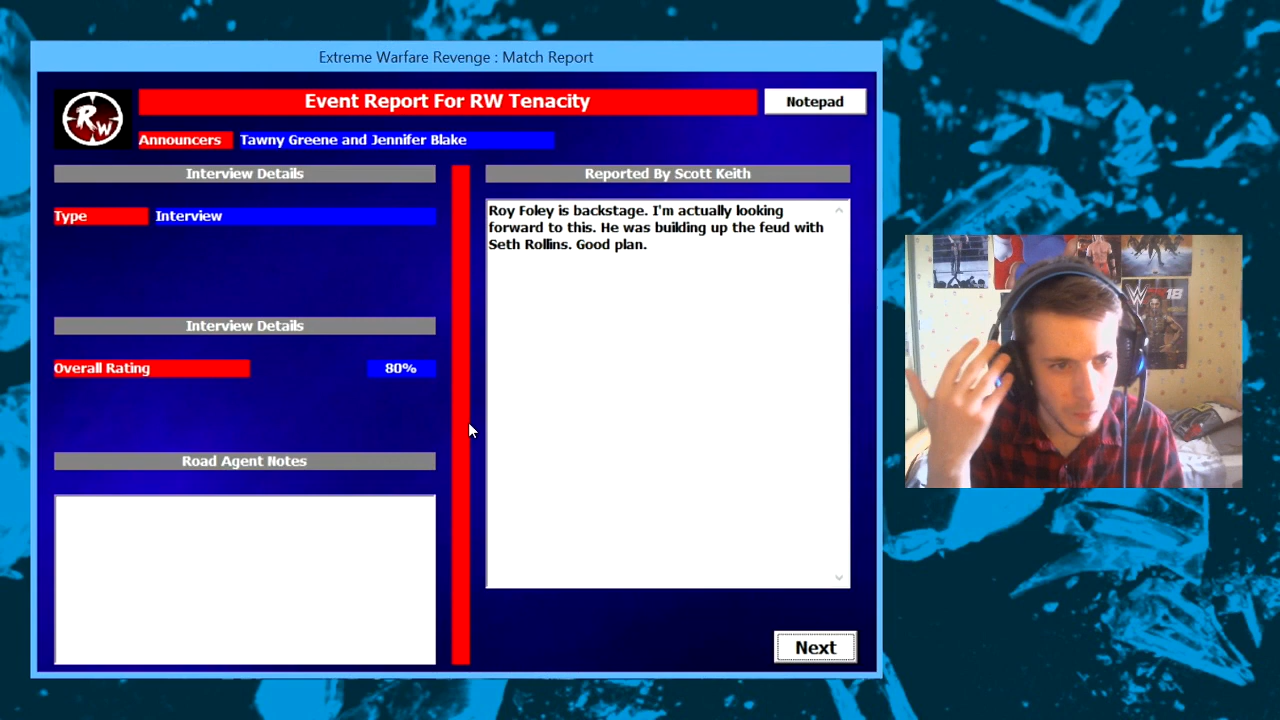 Extreme Warfare Revenge : Match Report
RW
Event Report For RW Tenacity
Notepad
Announcers
Tawny Greene and Jennifer Blake
Interview Details
Type
Interview
Interview Details
Overall Rating
80%
Road Agent Notes
Reported By Scott Keith
Roy Foley is backstage. I'm actually looking
forward to this. He was building up the feud with
Seth Rollins. Good plan.
Next
W 18